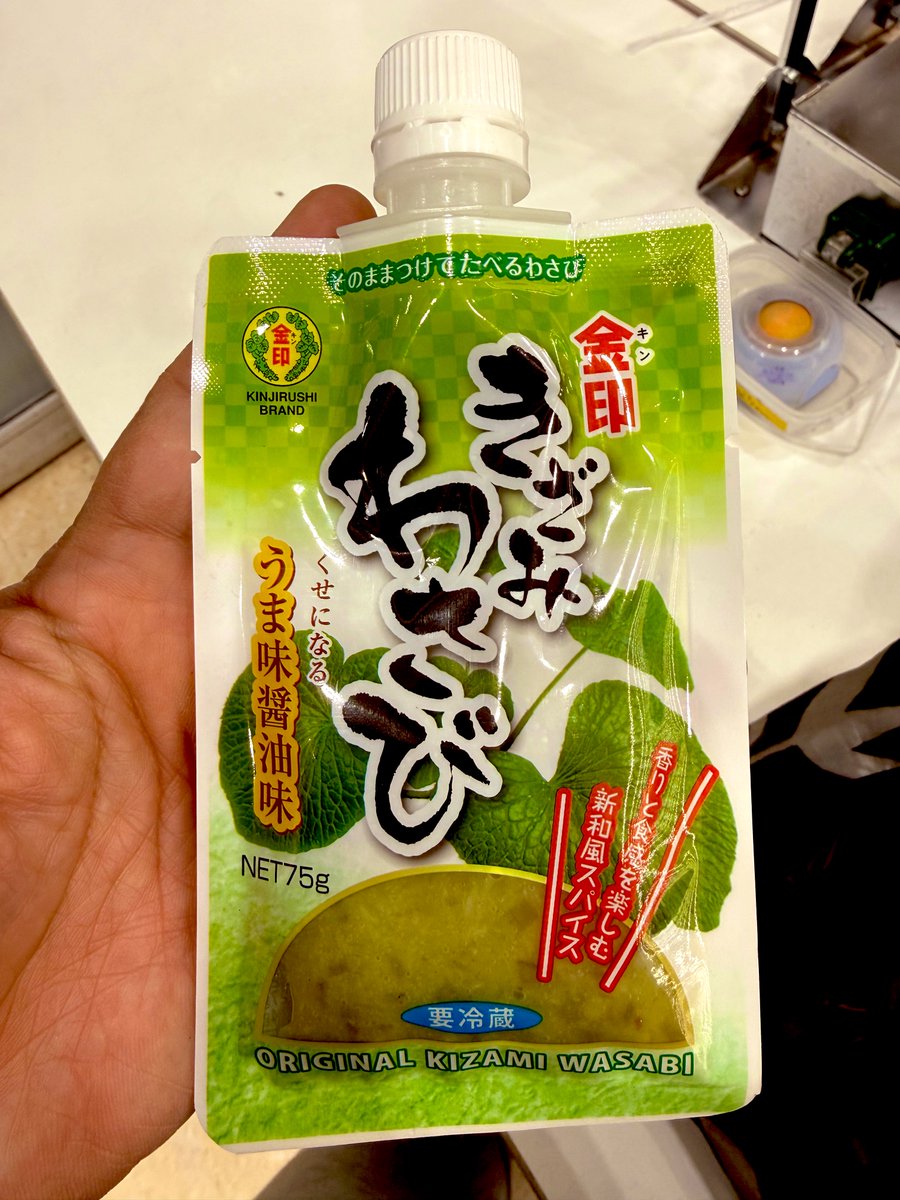 そのままつけてたべるわさび
金印
キン
KINJIRUSHI
BRAND
金印
キン
きざみ
わさび
くせになる
うま味醤油味
NET75g
香りと食感を楽しむ
新和風スパイス
要冷蔵
ORIGINAL KIZAMI WASABI